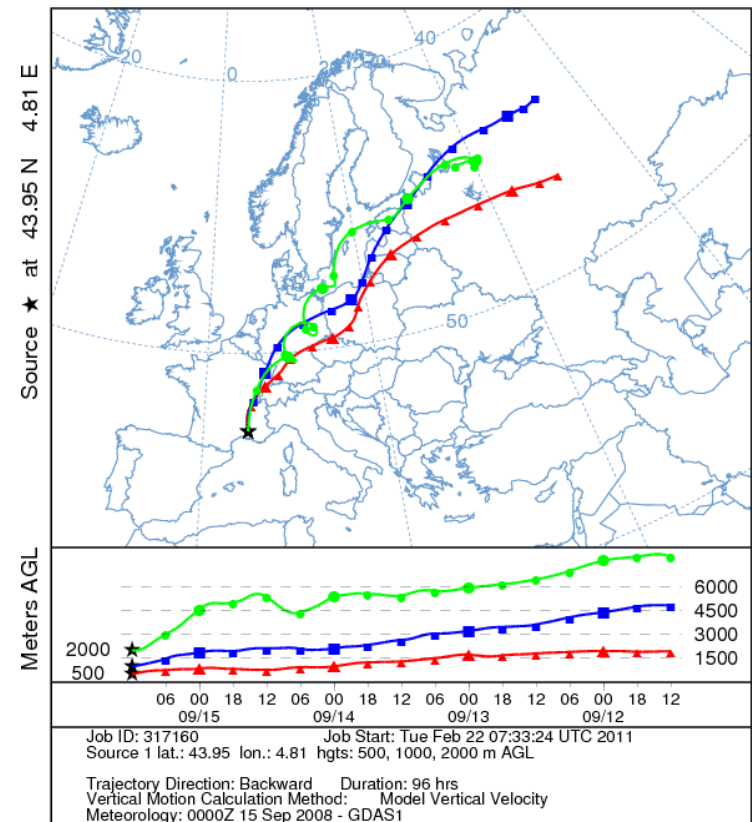 40
-20
0
20
Source ★ at 43.95 N 4.81 E
50
Meters AGL
6000
4500
3000
1500
2000
500
06 00 18 12 06 00 18 12 06 00 18 12 06 00 18 12
09/15 09/14 09/13 09/12
Job ID: 317160 Job Start: Tue Feb 22 07:33:24 UTC 2011
Source 1 lat.: 43.95 lon.: 4.81 hgts: 500, 1000, 2000 m AGL
Trajectory Direction: Backward Duration: 96 hrs
Vertical Motion Calculation Method: Model Vertical Velocity
Meteorology: 0000Z 15 Sep 2008 - GDAS1